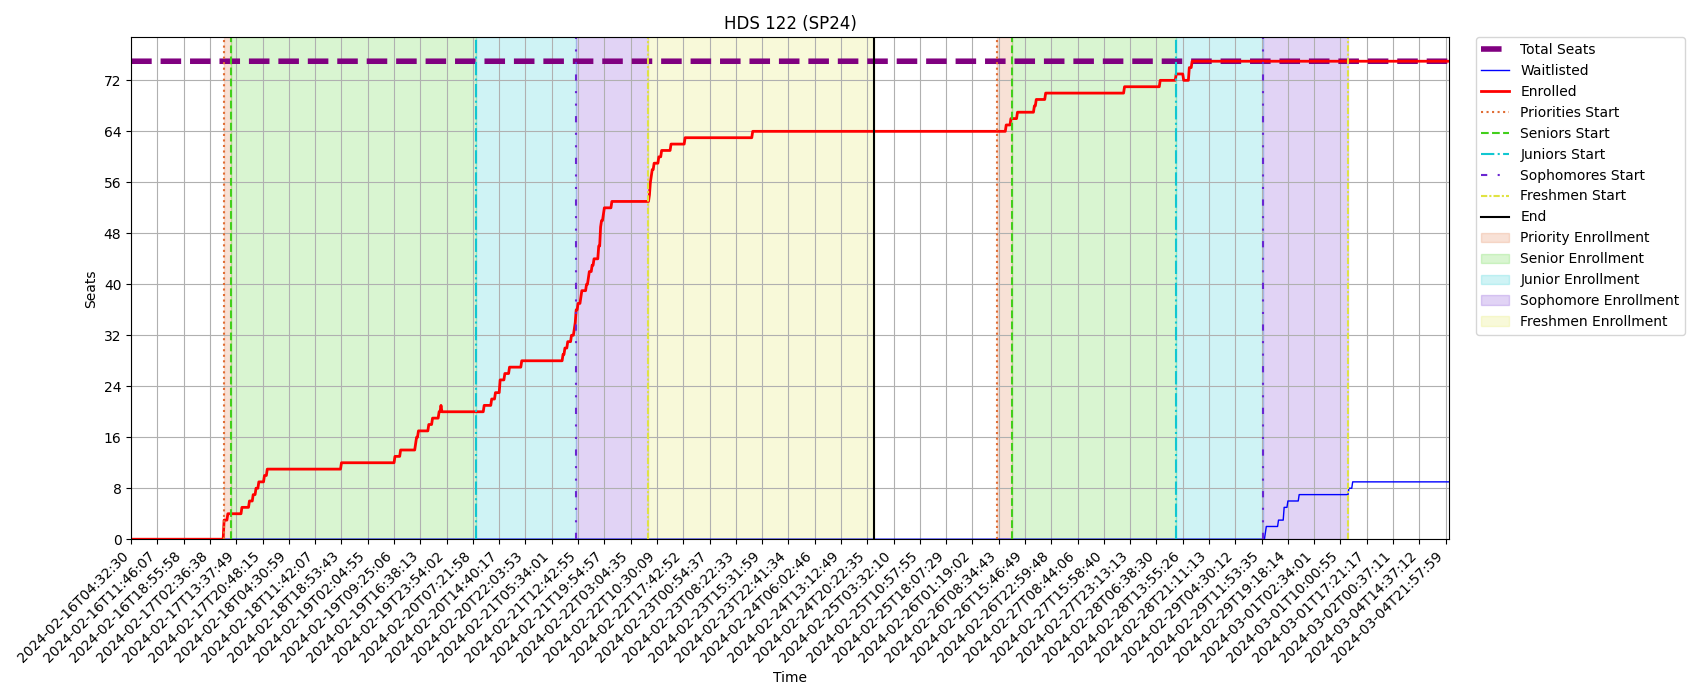 HDS 122 (SP24)
Seats
72
64
56
48
40
32
24
16
8
0
2024-02-16T04:32:30
2024-02-16T11:46:07
2024-02-16T18:55:58
2024-02-17T02:36:38
2024-02-17T13:37:49
2024-02-17T20:48:15
2024-02-18T04:30:59
2024-02-18T11:42:07
2024-02-18T18:53:43
2024-02-19T02:04:55
2024-02-19T09:25:06
2024-02-19T16:38:13
2024-02-19T23:54:02
2024-02-20T07:21:58
2024-02-20T14:40:17
2024-02-20T22:03:53
2024-02-21T05:34:01
2024-02-21T12:42:55
2024-02-21T19:54:57
2024-02-22T03:04:35
2024-02-22T10:30:09
2024-02-22T17:42:52
2024-02-23T00:54:37
2024-02-23T08:22:33
2024-02-23T15:31:59
2024-02-23T22:41:34
2024-02-24T06:02:46
2024-02-24T13:12:49
2024-02-24T20:22:35
2024-02-25T03:32:10
2024-02-25T10:57:55
2024-02-25T18:07:29
2024-02-26T01:19:02
2024-02-26T08:34:43
2024-02-26T15:46:49
2024-02-26T22:59:48
2024-02-27T08:44:06
2024-02-27T15:58:40
2024-02-27T23:13:13
2024-02-28T06:38:30
2024-02-28T13:55:26
2024-02-28T21:11:13
2024-02-29T04:30:12
2024-02-29T11:53:35
2024-02-29T19:18:14
2024-03-01T02:34:01
2024-03-01T10:00:55
2024-03-01T17:21:17
2024-03-02T00:37:11
2024-03-04T14:37:12
2024-03-04T21:57:59
Time
Total Seats
Waitlisted
Enrolled
Priorities Start
Seniors Start
Juniors Start
Sophomores Start
Freshmen Start
End
Priority Enrollment
Senior Enrollment
Junior Enrollment
Sophomore Enrollment
Freshmen Enrollment